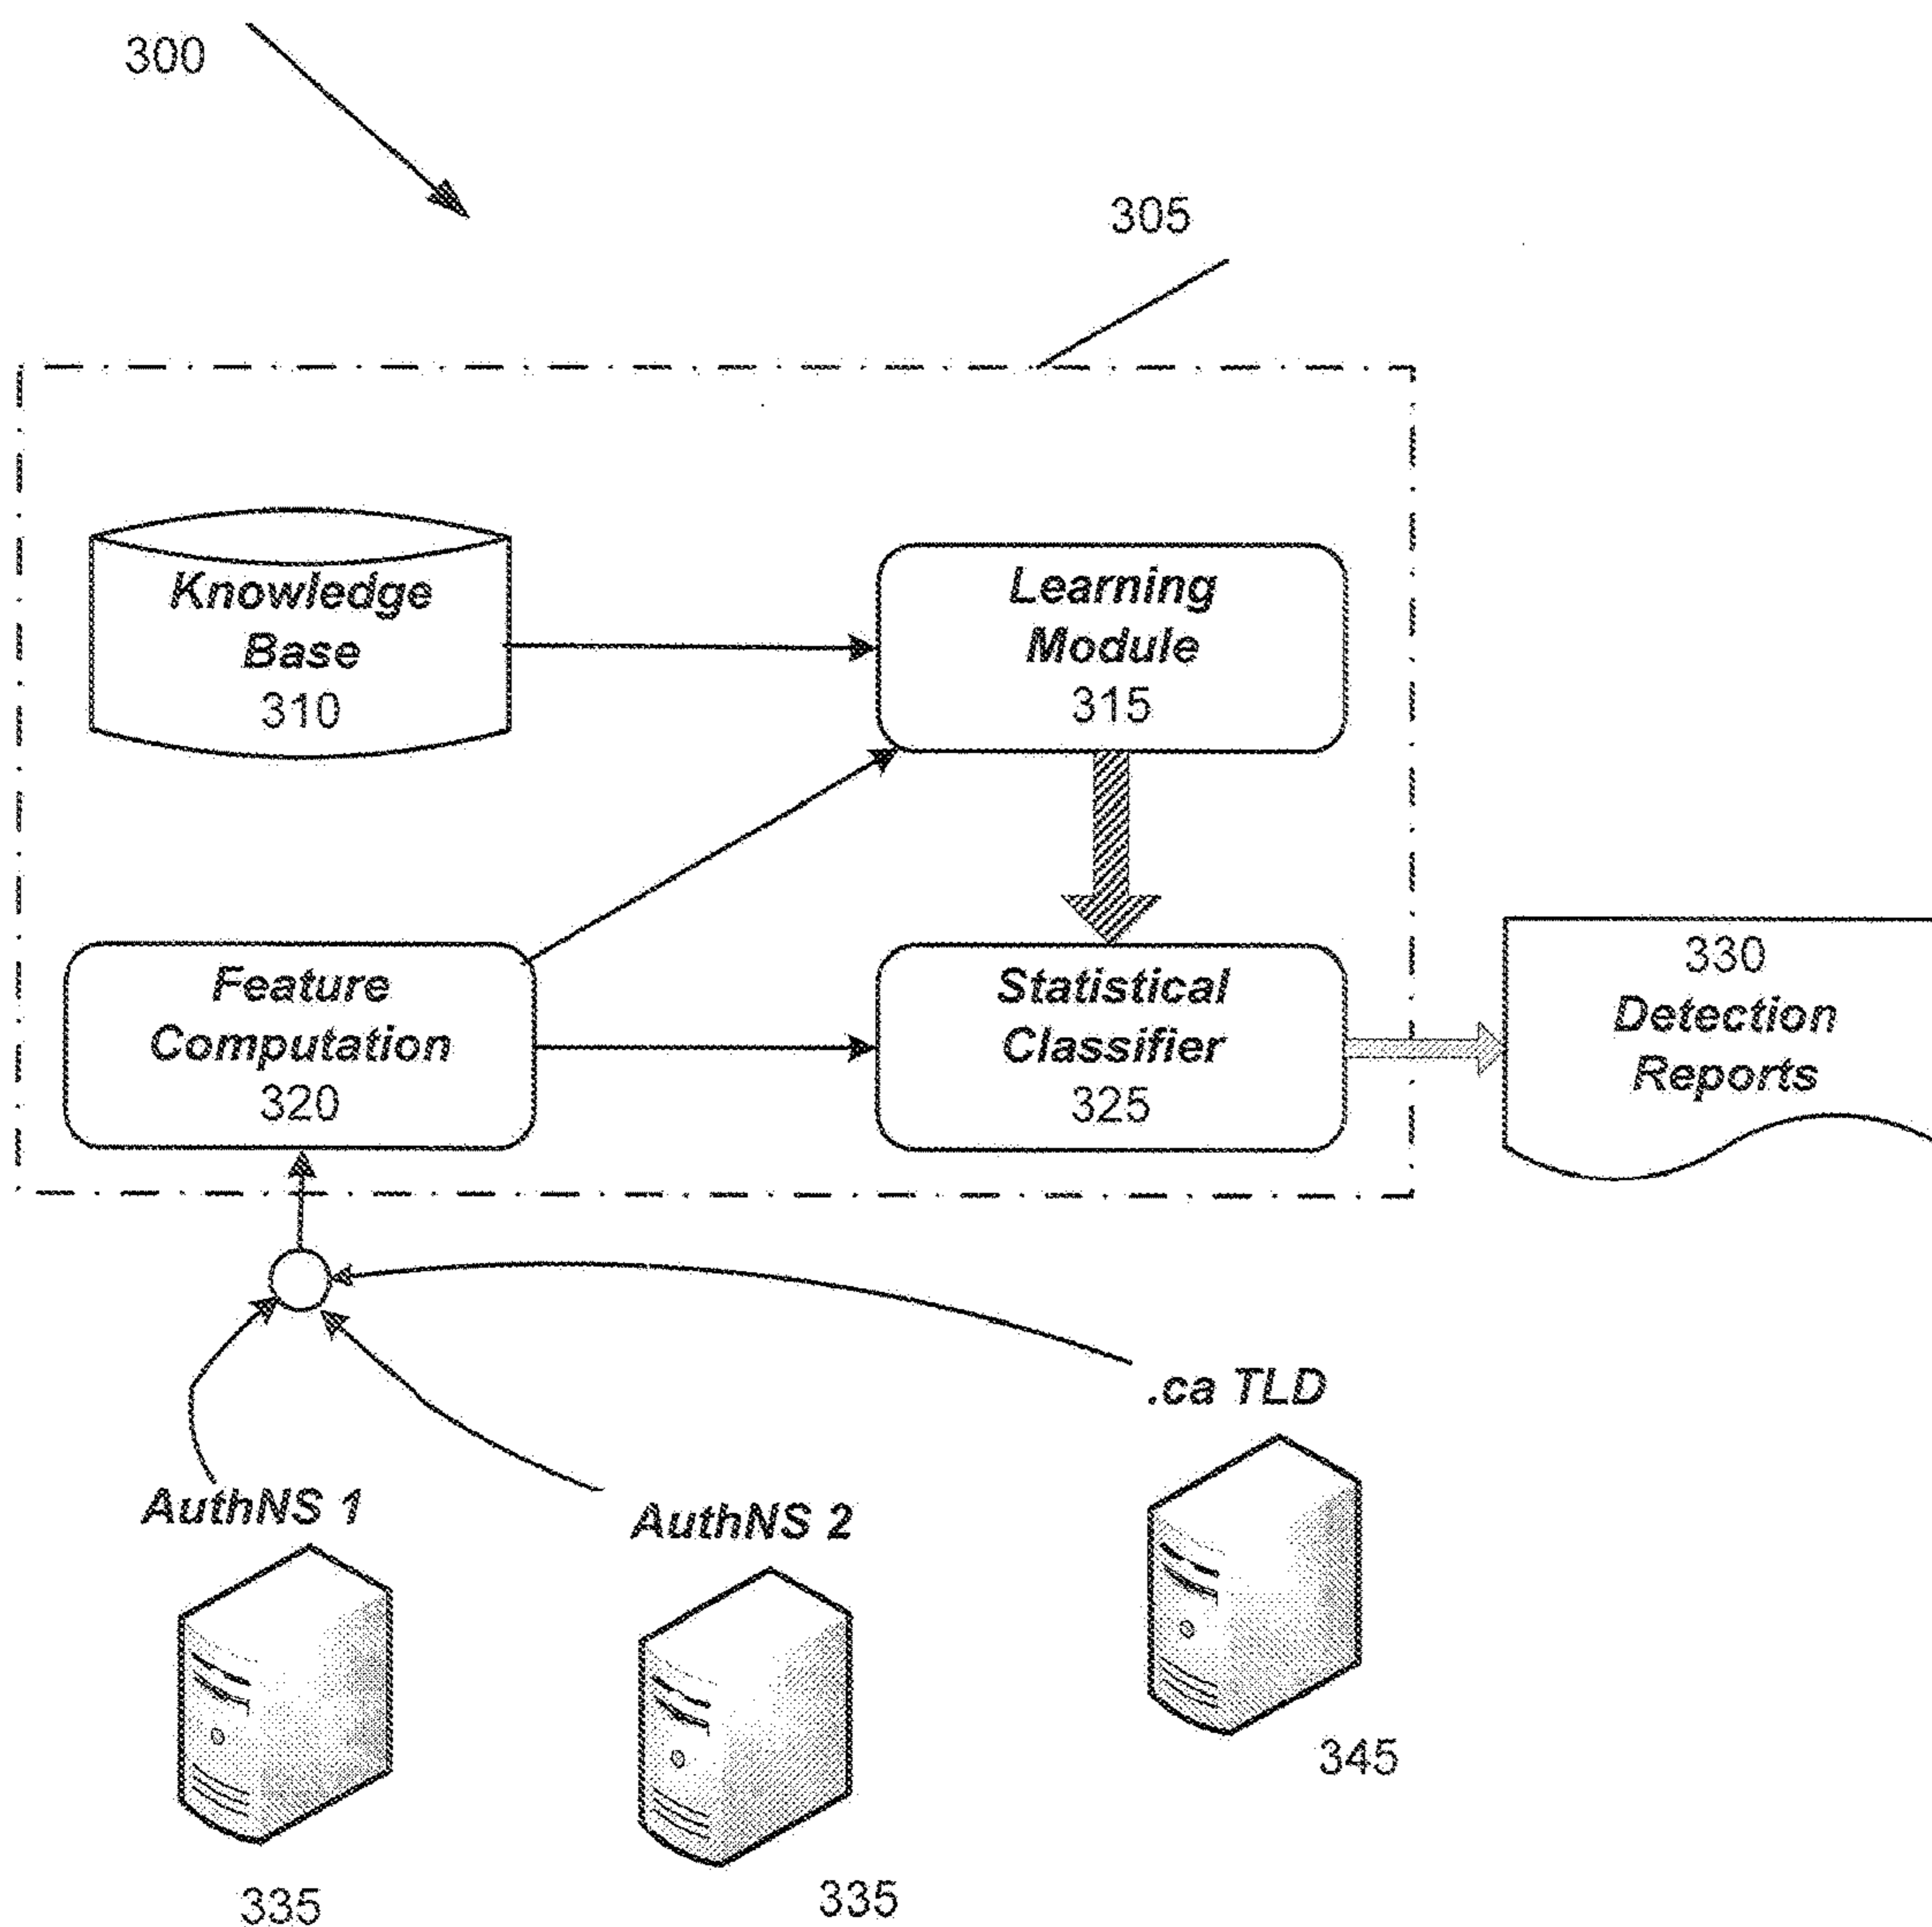 300
305
Knowledge
Base
310
Learning
Module
315
Feature
Computation
320
Statistical
Classifier
325
330
Detection
Reports
.ca TLD
AuthNS 1
AuthNS 2
345
335
335